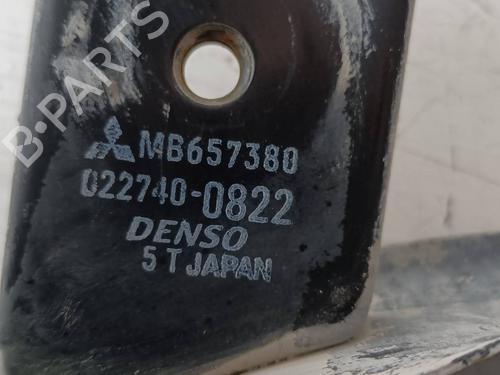 B-PARTS
MB657380
022740-0822
DENSO
5 T JAPAN